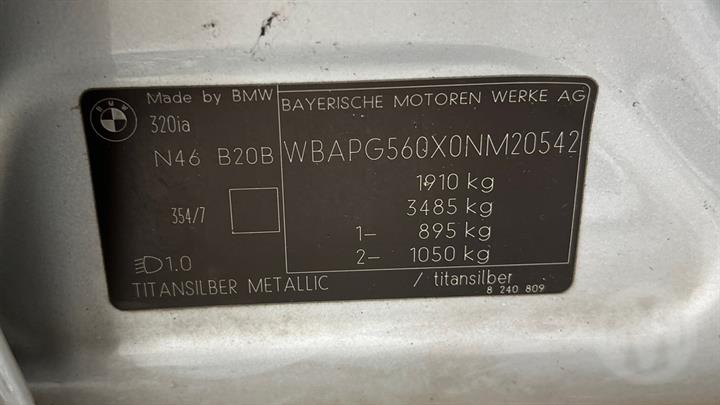 BMW
Made by BMW
320ia
N46 B20B
354/7
1.0
TITANSILBER METALLIC / titansilber
BAYERISCHE MOTOREN WERKE AG
WBAPG560X0NM20542
1910 kg
3485 kg
1– 895 kg
2– 1050 kg
8 240 809